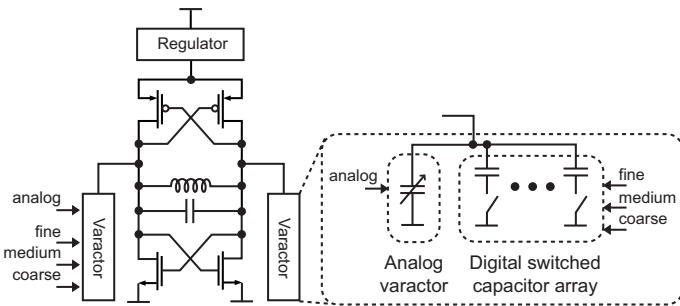 Regulator
analog
fine
medium
coarse
Varactor
Varactor
analog
fine
medium
coarse
Analog
varactor
Digital switched
capacitor array